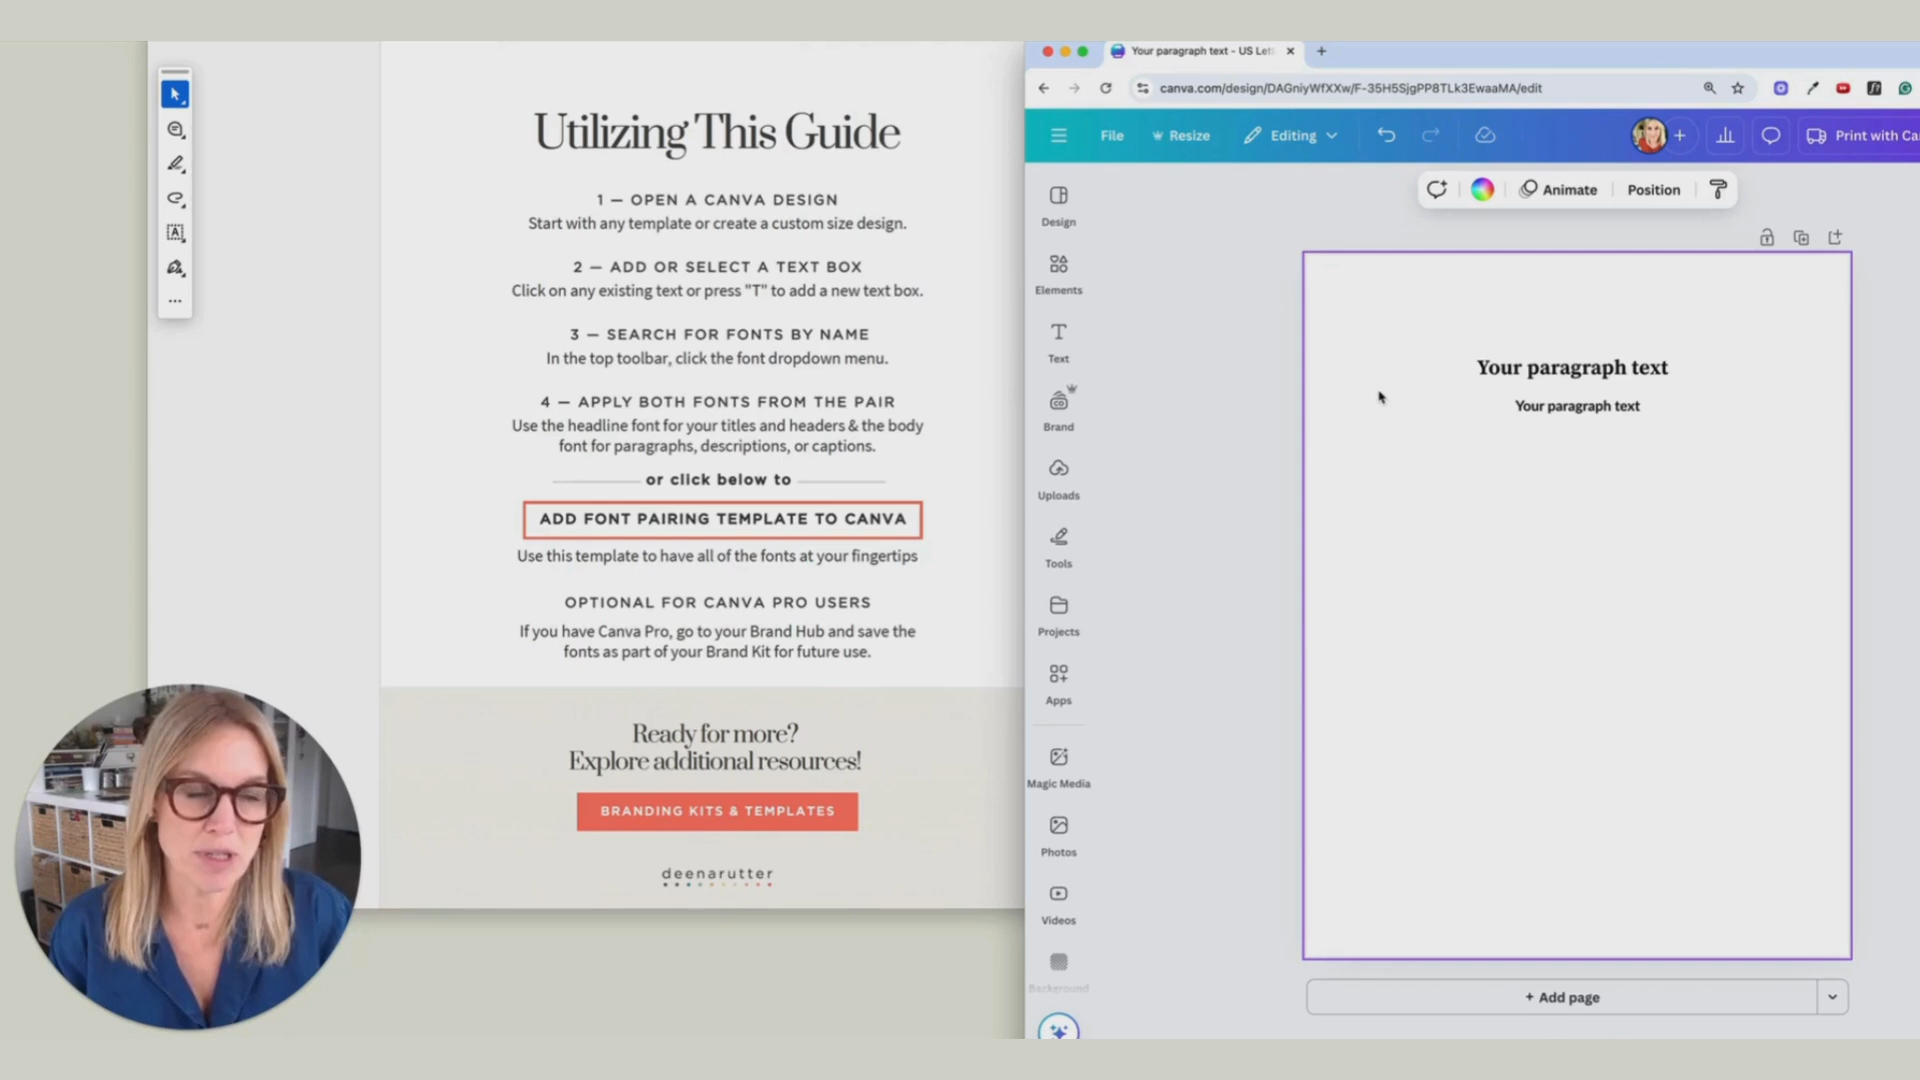 Utilizing This Guide
1 — OPEN A CANVA DESIGN
Start with any template or create a custom size design.
2 — ADD OR SELECT A TEXT BOX
Click on any existing text or press "T" to add a new text box.
3 — SEARCH FOR FONTS BY NAME
In the top toolbar, click the font dropdown menu.
4 — APPLY BOTH FONTS FROM THE PAIR
Use the headline font for your titles and headers & the body
font for paragraphs, descriptions, or captions.
or click below to
ADD FONT PAIRING TEMPLATE TO CANVA
Use this template to have all of the fonts at your fingertips
OPTIONAL FOR CANVA PRO USERS
If you have Canva Pro, go to your Brand Hub and save the
fonts as part of your Brand Kit for future use.
Ready for more?
Explore additional resources!
BRANDING KITS & TEMPLATES
deenarutter
Your paragraph text - US Let
canva.com/design/DAGniyWfXXw/F-35H5SjgPP8TLk3EwaaMA/edit
File
Resize
Editing
Print with Ca
Animate
Position
Design
Elements
Text
Brand
Uploads
Tools
Projects
Apps
Magic Media
Photos
Videos
Background
Your paragraph text
Your paragraph text
+ Add page